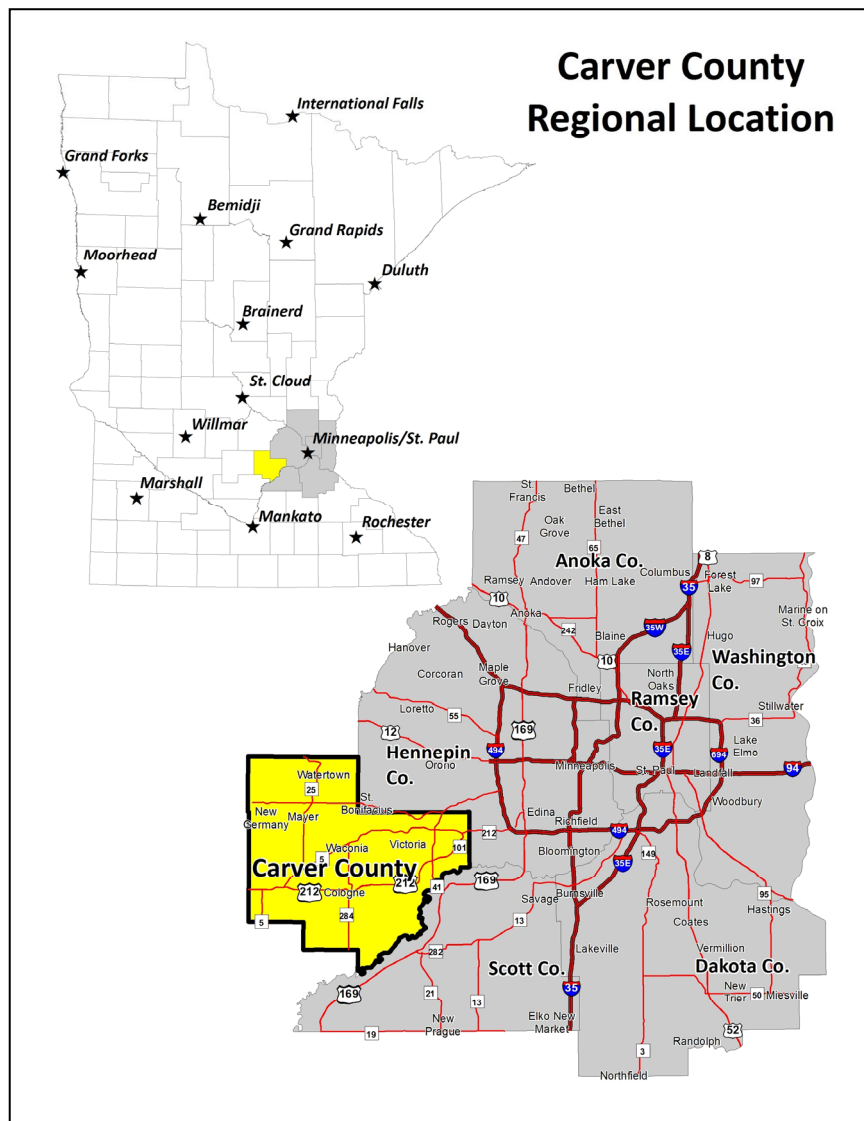 Carver County
Regional Location
International Falls
Grand Forks
Bemidji
Grand Rapids
Moorhead
Duluth
Brainerd
St. Cloud
Willmar
Minneapolis/St. Paul
Marshall
Mankato
Rochester
St.
Francis
Bethel
Oak
Grove
East
Bethel
47
65
Anoka Co.
8
Columbus
Ramsey
Andover
Ham Lake
Forest
Lake
97
35
10
Anoka
Marine on
St. Croix
Rogers
Dayton
242
35W
Blaine
Hugo
Hanover
35E
10
Washington
Co.
Corcoran
Maple
Grove
Fridley
North
Oaks
Ramsey
Co.
Loretto
55
Stillwater
36
12
169
Hennepin
Co.
494
35E
694
Lake
Elmo
Orono
Minneapolis
St. Paul
Landfall
94
Watertown
25
St.
Bonifacius
Woodbury
New
Germany
Mayer
Edina
Richfield
212
494
Waconia
Victoria
101
Bloomington
149
5
Carver County
35E
212
Cologne
212
41
169
Burnsville
Savage
Rosemount
95
5
284
13
Coates
Hastings
282
Lakeville
Vermillion
Scott Co.
Dakota Co.
169
21
13
35
New
Trier
50
Miesville
New
Prague
19
Elko New
Market
52
Randolph
3
Northfield